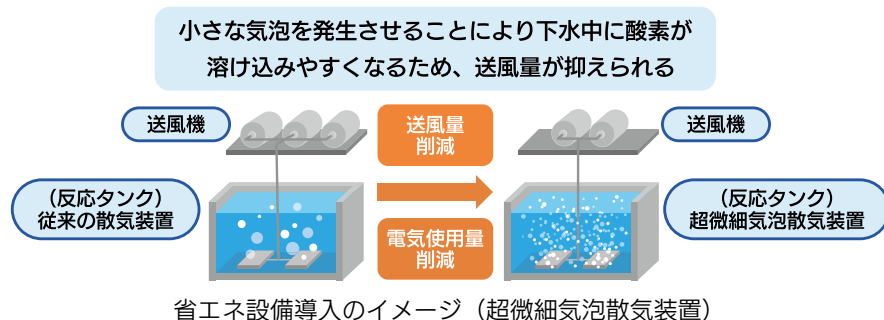 小さな気泡を発生させることにより下水中に酸素が
溶け込みやすくなるため、送風量が抑えられる
送風機
送風量
削減
送風機
（反応タンク）
従来の散気装置
（反応タンク）
超微細気泡散気装置
電気使用量
削減
省エネ設備導入のイメージ（超微細気泡散気装置）